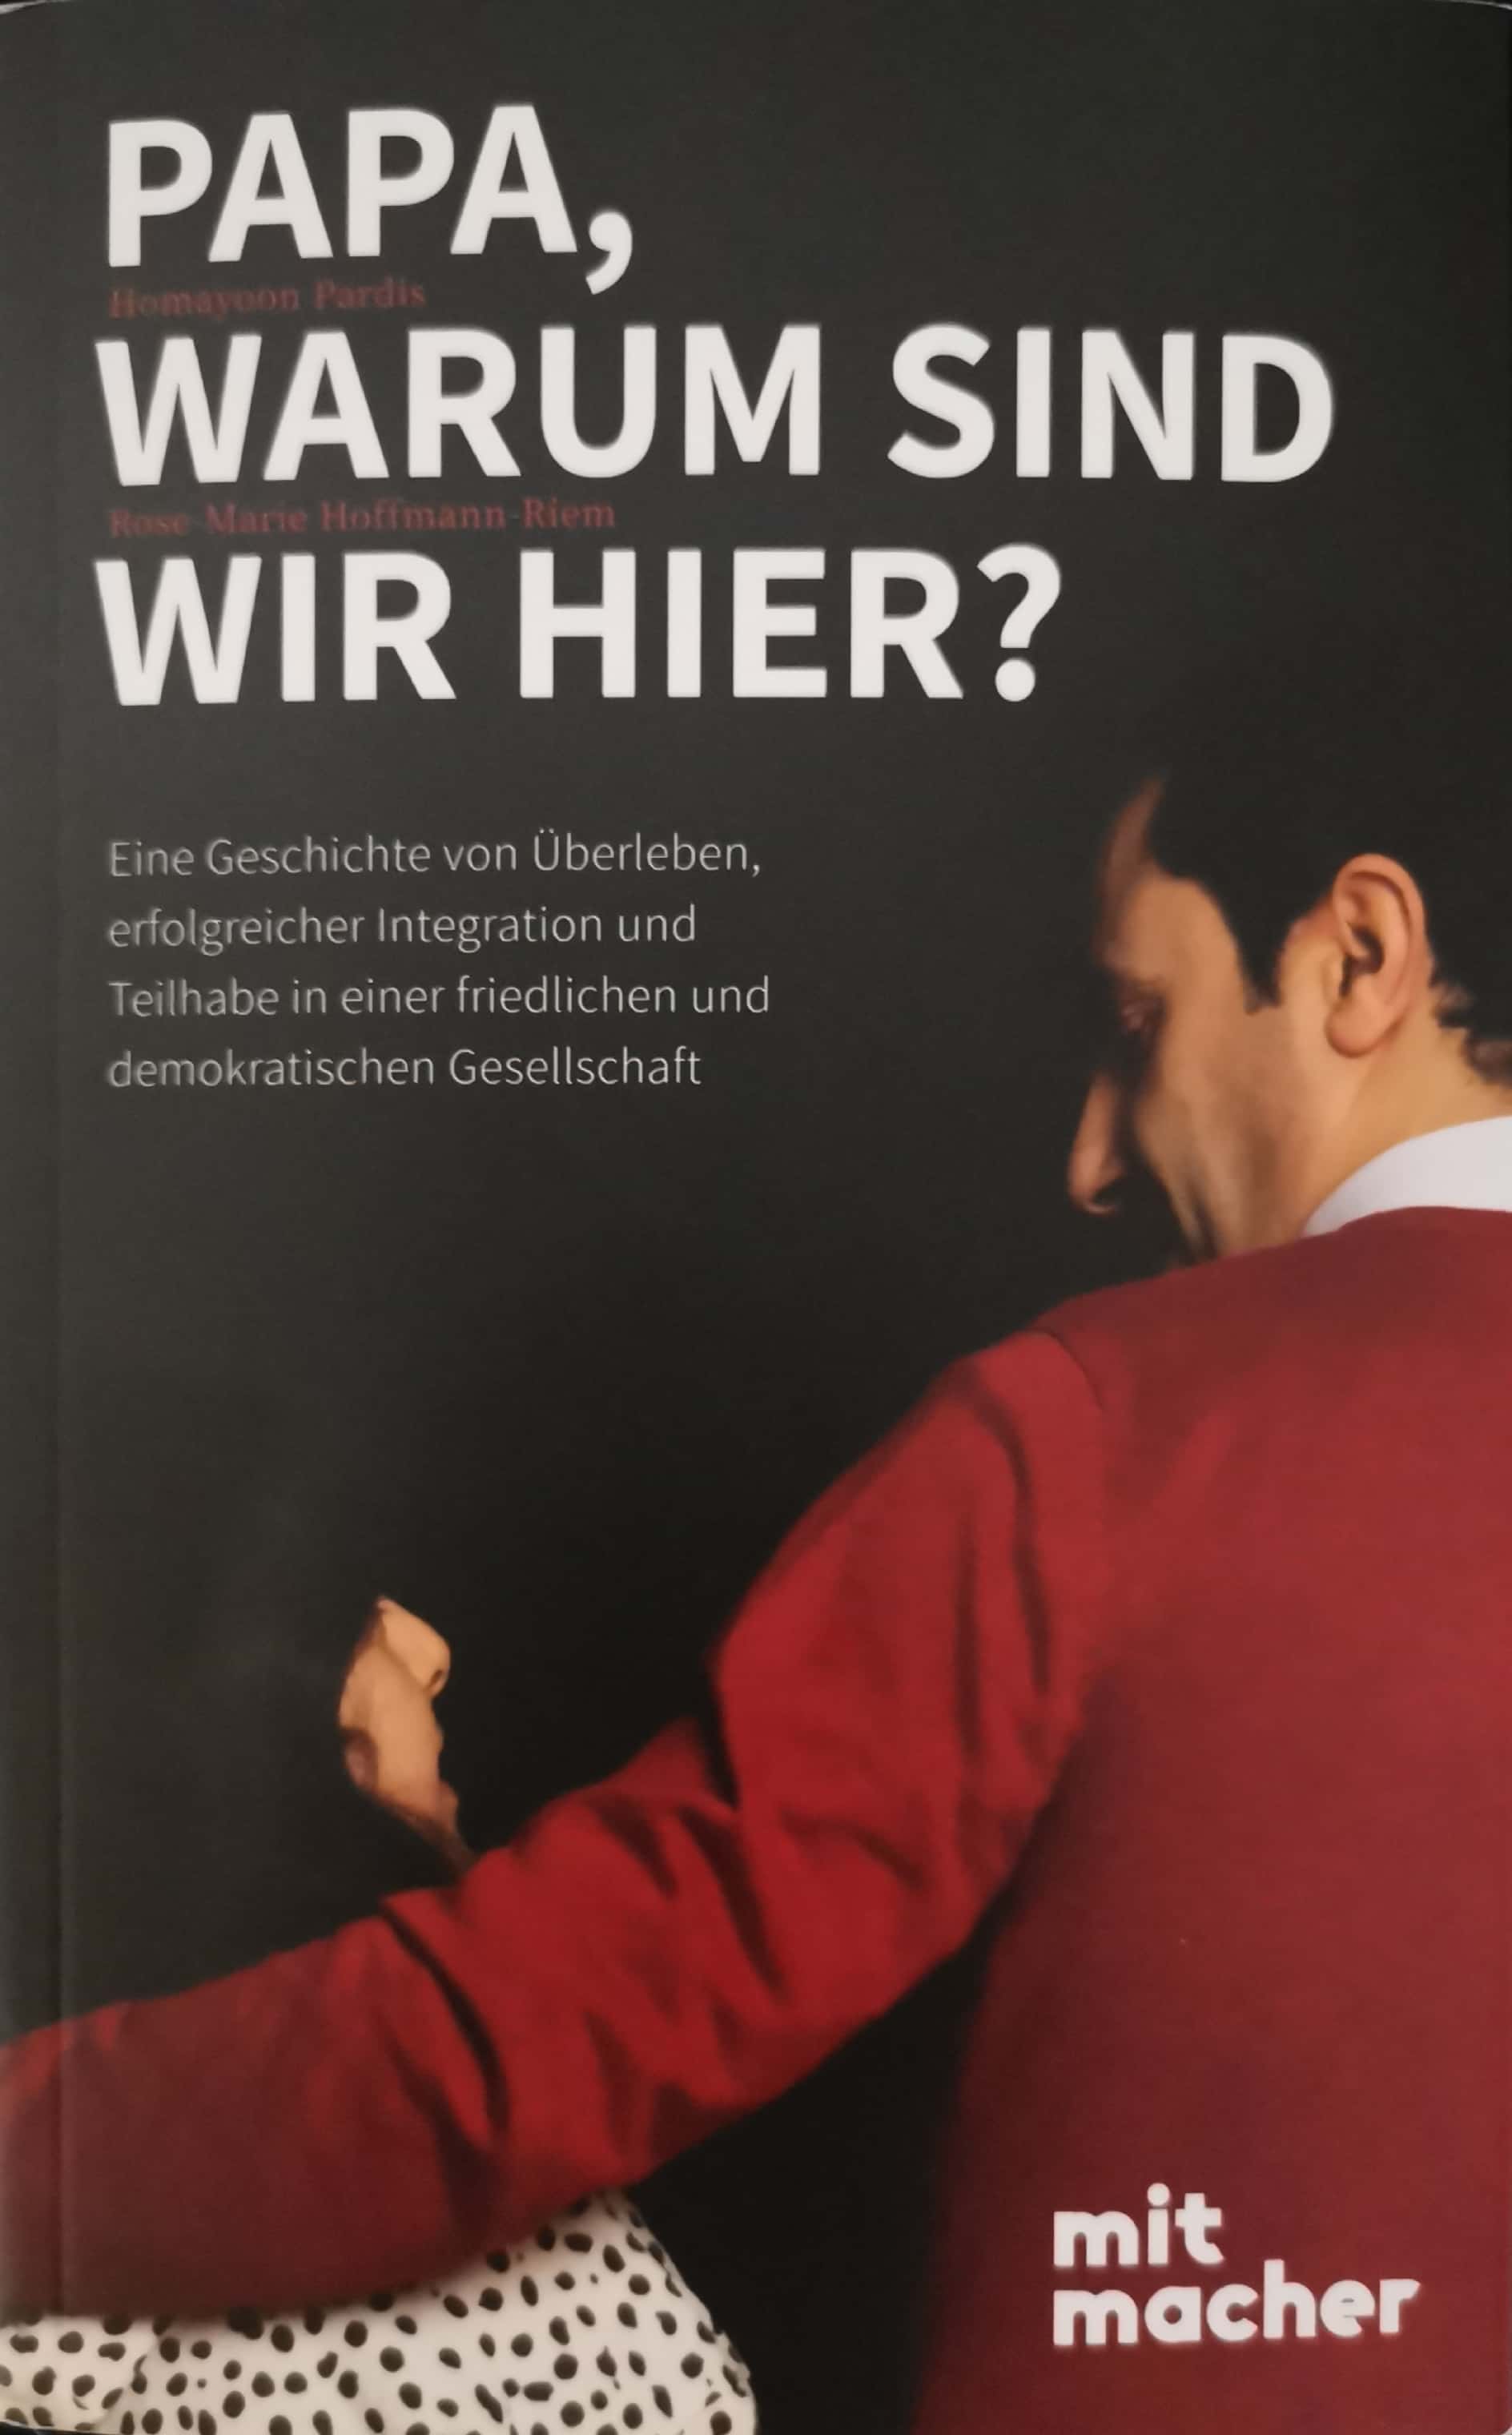 PAPA,
Homayoon Pardis
WARUM SIND
Rose-Marie Hoffmann-Riem
WIR HIER?
Eine Geschichte von Überleben,
erfolgreicher Integration und
Teilhabe in einer friedlichen und
demokratischen Gesellschaft
mit
macher